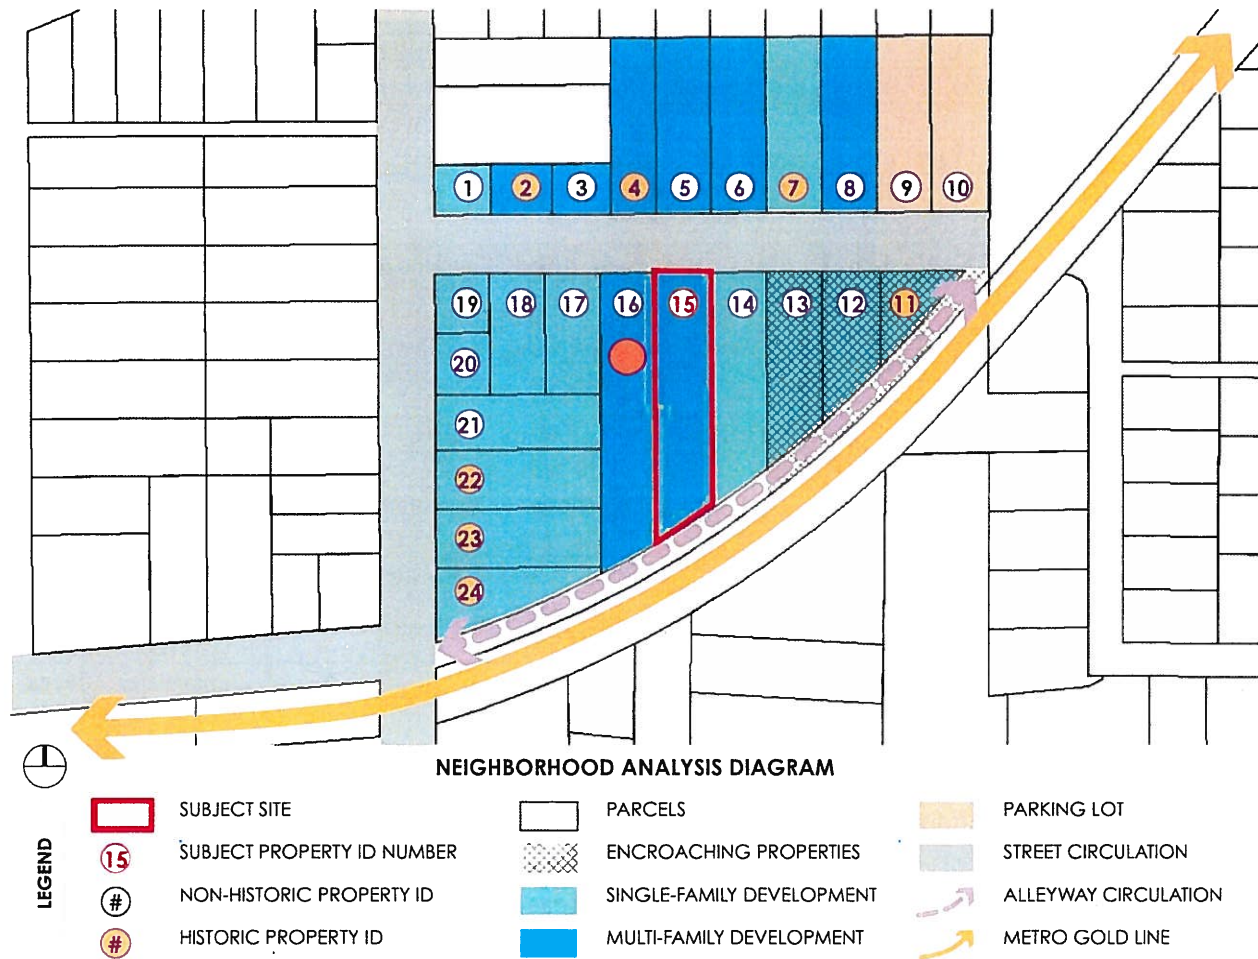 1 2 3 4 5 6 7 8 9 10
19 18 17 16 15 14 13 12 11
20
21
22
23
24
NEIGHBORHOOD ANALYSIS DIAGRAM
LEGEND
SUBJECT SITE
15 SUBJECT PROPERTY ID NUMBER
# NON-HISTORIC PROPERTY ID
# HISTORIC PROPERTY ID
PARCELS
ENCROACHING PROPERTIES
SINGLE-FAMILY DEVELOPMENT
MULTI-FAMILY DEVELOPMENT
PARKING LOT
STREET CIRCULATION
ALLEYWAY CIRCULATION
METRO GOLD LINE